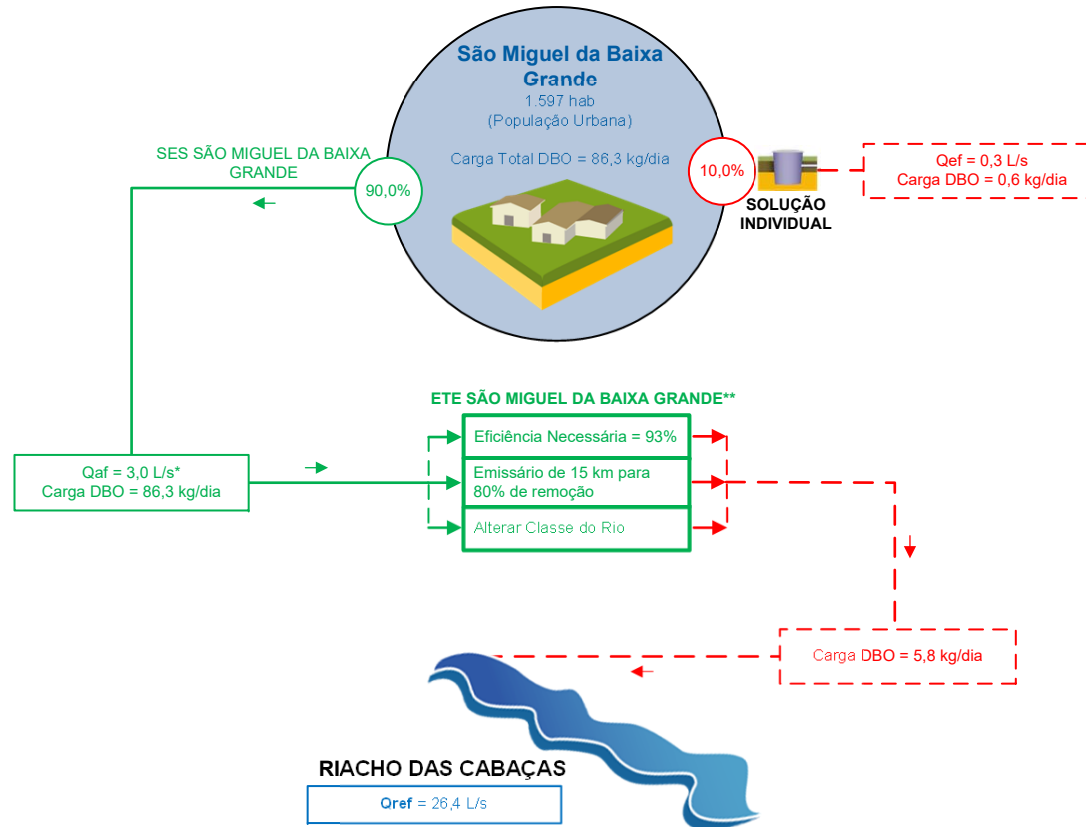 São Miguel da Baixa
Grande
1.597 hab
(População Urbana)
Carga Total DBO = 86,3 kg/dia
SES SÃO MIGUEL DA BAIXA
GRANDE
90,0%
10,0%
SOLUÇÃO
INDIVIDUAL
Qef = 0,3 L/s
Carga DBO = 0,6 kg/dia
ETE SÃO MIGUEL DA BAIXA GRANDE**
Qaf = 3,0 L/s*
Carga DBO = 86,3 kg/dia
Eficiência Necessária = 93%
Emissário de 15 km para
80% de remoção
Alterar Classe do Rio
Carga DBO = 5,8 kg/dia
RIACHO DAS CABAÇAS
Qref = 26,4 L/s